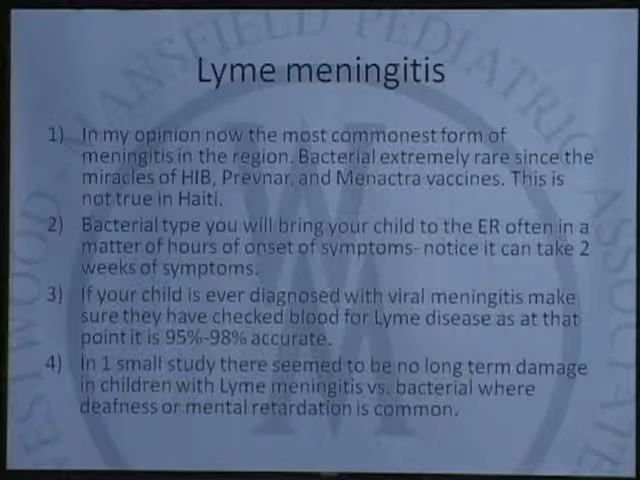 WESTWOOD-MANSFIELD PEDIATRIC ASSOCIATE
Lyme meningitis
1) In my opinion now the most commonest form of
meningitis in the region. Bacterial extremely rare since the
miracles of HIB, Prevnar, and Menactra vaccines. This is
not true in Haiti.
2) Bacterial type you will bring your child to the ER often in a
matter of hours of onset of symptoms- notice it can take 2
weeks of symptoms.
3) If your child is ever diagnosed with viral meningitis make
sure they have checked blood for Lyme disease as at that
point it is 95%-98% accurate.
4) In 1 small study there seemed to be no long term damage
in children with Lyme meningitis vs. bacterial where
deafness or mental retardation is common.